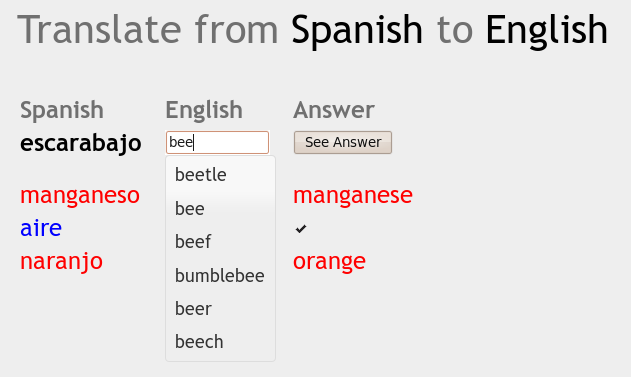 Translate from Spanish to English
Spanish English Answer
escarabajo bee See Answer
beetle
manganeso manganese
bee
aire ✔
beef
naranjo orange
bumblebee
beer
beech